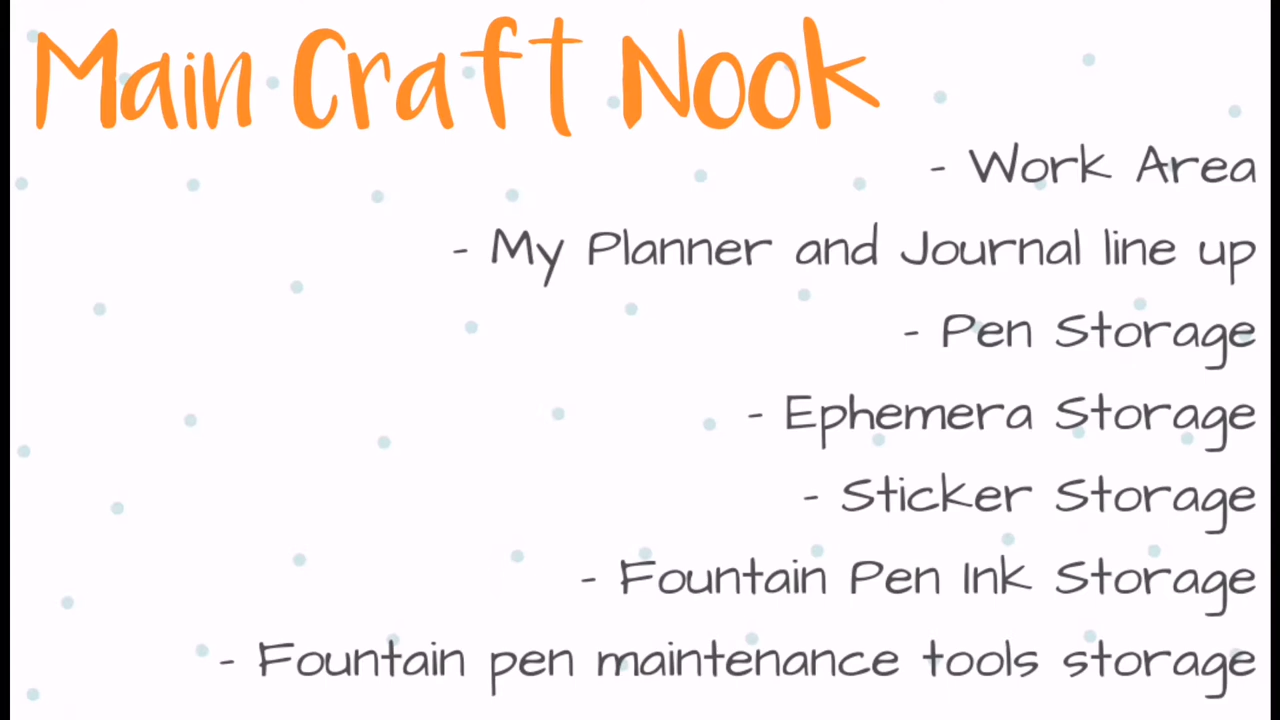 Main Craft Nook
- Work Area
- My Planner and Journal line up
- Pen Storage
- Ephemera Storage
- Sticker Storage
- Fountain Pen Ink Storage
- Fountain pen maintenance tools storage